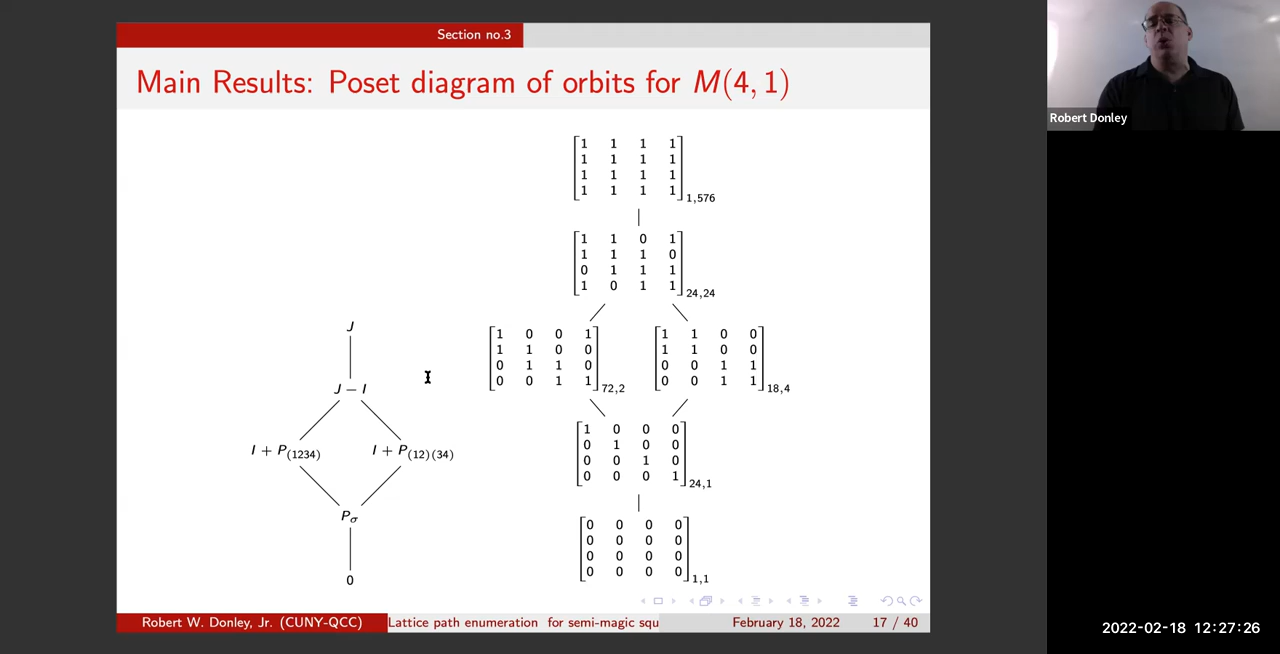 Section no.3
Main Results: Poset diagram of orbits for M(4, 1)
1 1 1 1
1 1 1 1
1 1 1 1
1 1 1 1
1,576
1 1 0 1
1 1 1 0
0 1 1 1
1 0 1 1
24,24
1 0 0 1
1 1 0 0
0 1 1 0
0 0 1 1
72,2
1 1 0 0
1 1 0 0
0 0 1 1
0 0 1 1
18,4
1 0 0 0
0 1 0 0
0 0 1 0
0 0 0 1
24,1
0 0 0 0
0 0 0 0
0 0 0 0
0 0 0 0
1,1
J
J − I
I + P(1234) I + P(12)(34)
Pσ
0
Robert W. Donley, Jr. (CUNY-QCC) Lattice path enumeration for semi-magic squ February 18, 2022 17 / 40
Robert Donley
2022-02-18 12:27:26